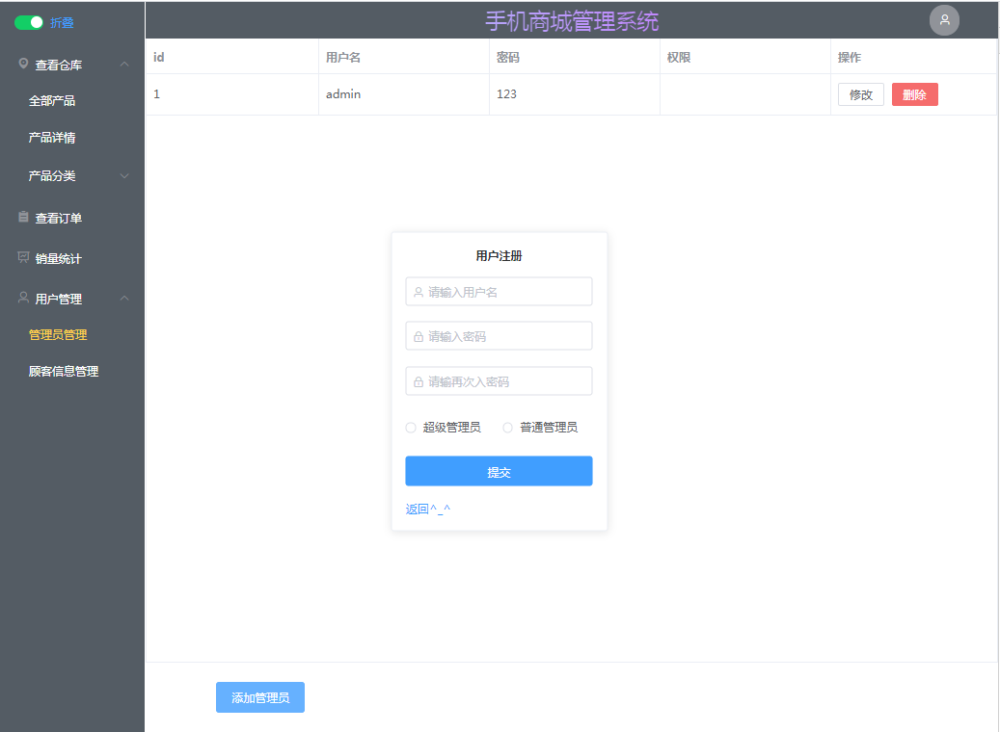 折叠
手机商城管理系统
查看仓库
全部产品
产品详情
产品分类
查看订单
销量统计
用户管理
管理员管理
顾客信息管理
id 用户名 密码 权限 操作
1 admin 123 修改 删除
用户注册
请输入用户名
请输入密码
请输再次入密码
超级管理员 普通管理员
提交
返回^_^
添加管理员